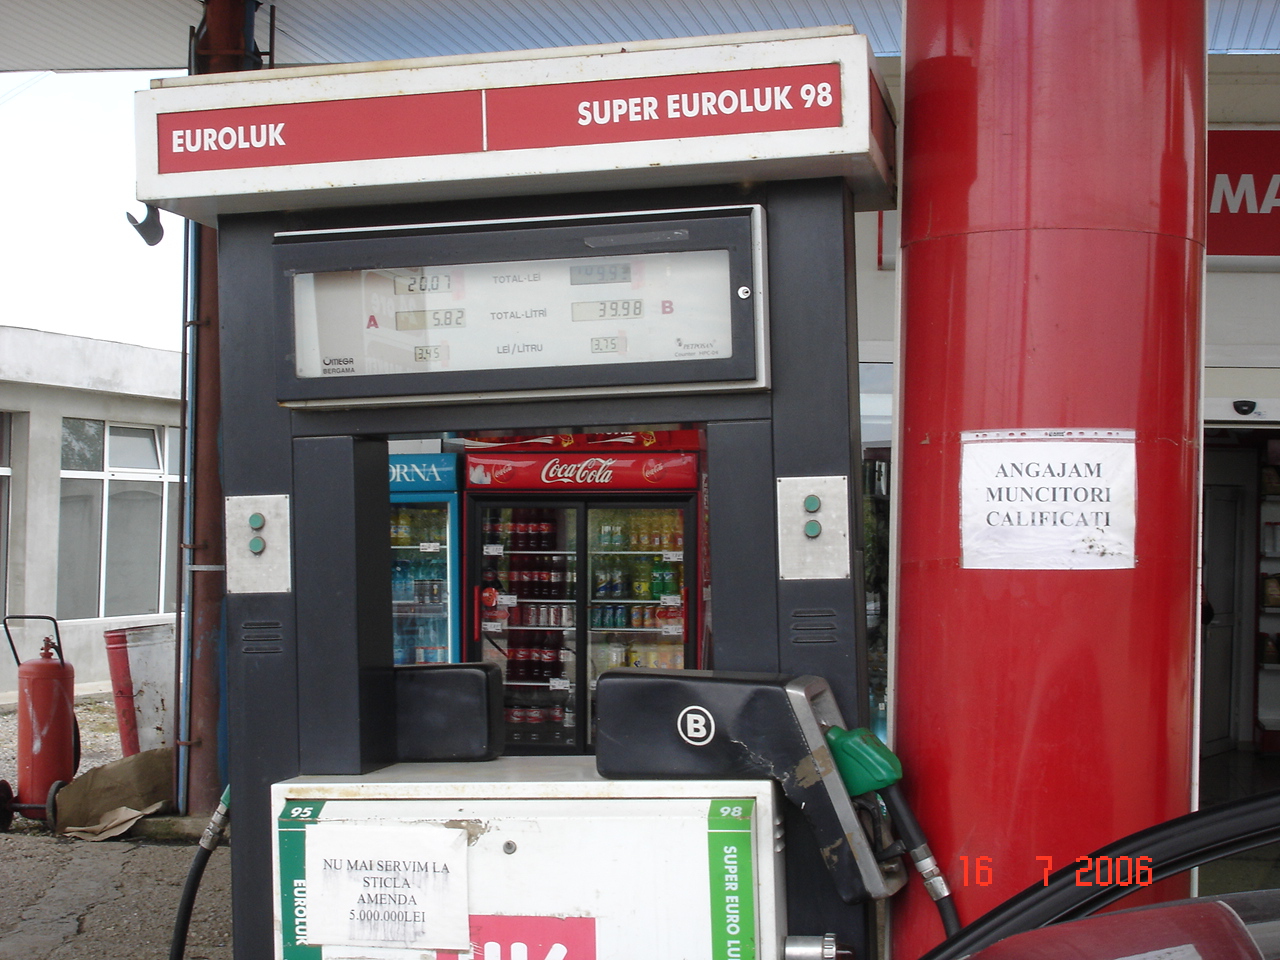 EUROLUK
SUPER EUROLUK 98
MA
20.07
TOTAL-LEI
A
5.82
TOTAL-LITRI
39.98
B
3.45
LEI/LITRU
3.75
OMEGA
BERGAMA
PETROSAN
ORNA
Coca-Cola
ANGAJAM
MUNCITORI
CALIFICATI
B
95
98
EUROLUK
SUPER EURO LU
NU MAI SERVIM LA
STICLA
AMENDA
5.000.000LEI
16 7 2006